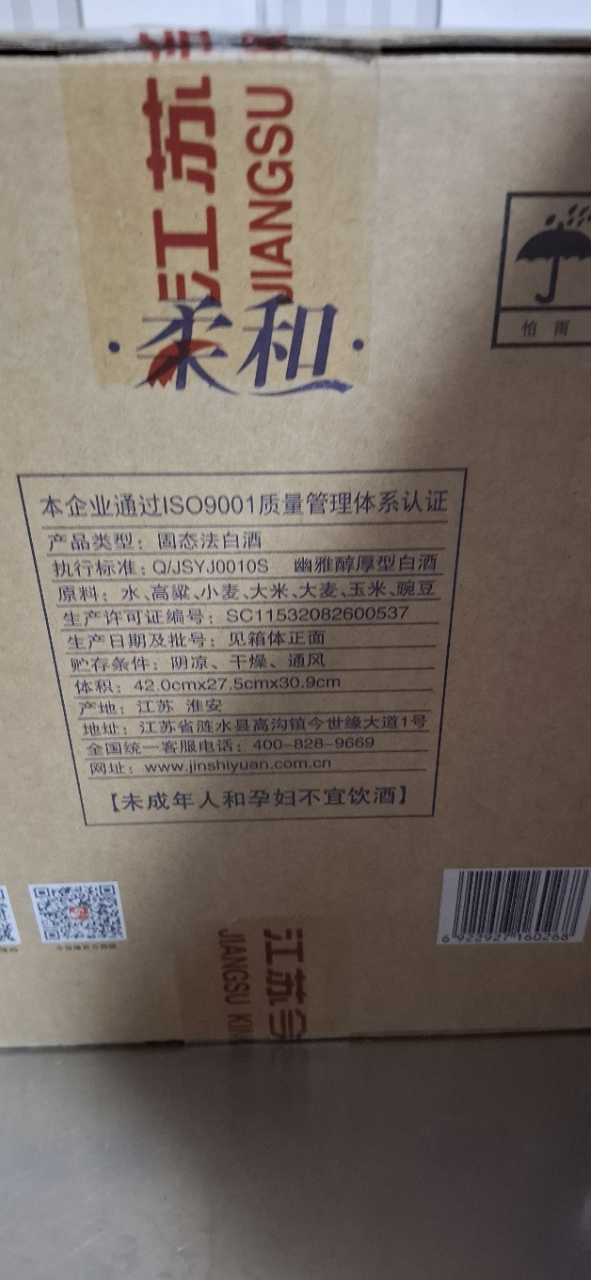 江苏
JIANGSU
·柔和·
怕雨
本企业通过ISO9001质量管理体系认证
产品类型：固态法白酒
执行标准：Q/JSYJ0010S 幽雅醇厚型白酒
原料：水、高粱、小麦、大米、大麦、玉米、豌豆
生产许可证编号：SC11532082600537
生产日期及批号：见箱体正面
贮存条件：阴凉、干燥、通风
体积：42.0cmx27.5cmx30.9cm
产地：江苏 淮安
地址：江苏省涟水县高沟镇今世缘大道1号
全国统一客服电话：400-828-9669
网址：www.jinshiyuan.com.cn
【未成年人和孕妇不宜饮酒】
6 922927 160268
江苏今
JIANGSU KIN